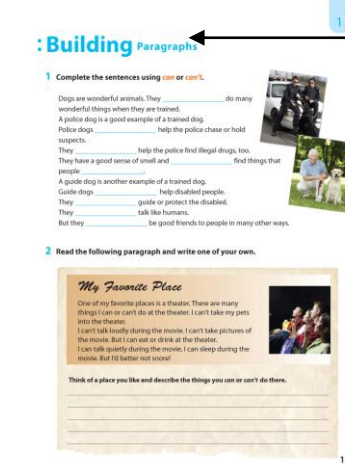 1
: Building Paragraphs
1 Complete the sentences using can or can't.
Dogs are wonderful animals. They ____________ do many
wonderful things when they are trained.
A police dog is a good example of a trained dog.
Police dogs ____________ help the police chase or hold
suspects.
They ____________ help the police find illegal drugs, too.
They have a good sense of smell and ____________ find things that
people ____________.
A guide dog is another example of a trained dog.
Guide dogs ____________ help disabled people.
They ____________ guide or protect the disabled.
They ____________ talk like humans.
But they ____________ be good friends to people in many other ways.
2 Read the following paragraph and write one of your own.
My Favorite Place
One of my favorite places is a theater. There are many
things I can or can't do at the theater. I can't take my pets
into the theater.
I can't talk loudly during the movie. I can't take pictures of
the movie. But I can eat or drink at the theater.
I can talk quietly during the movie. I can sleep during the
movie. But I'd better not snore!
Think of a place you like and describe the things you can or can't do there.
1